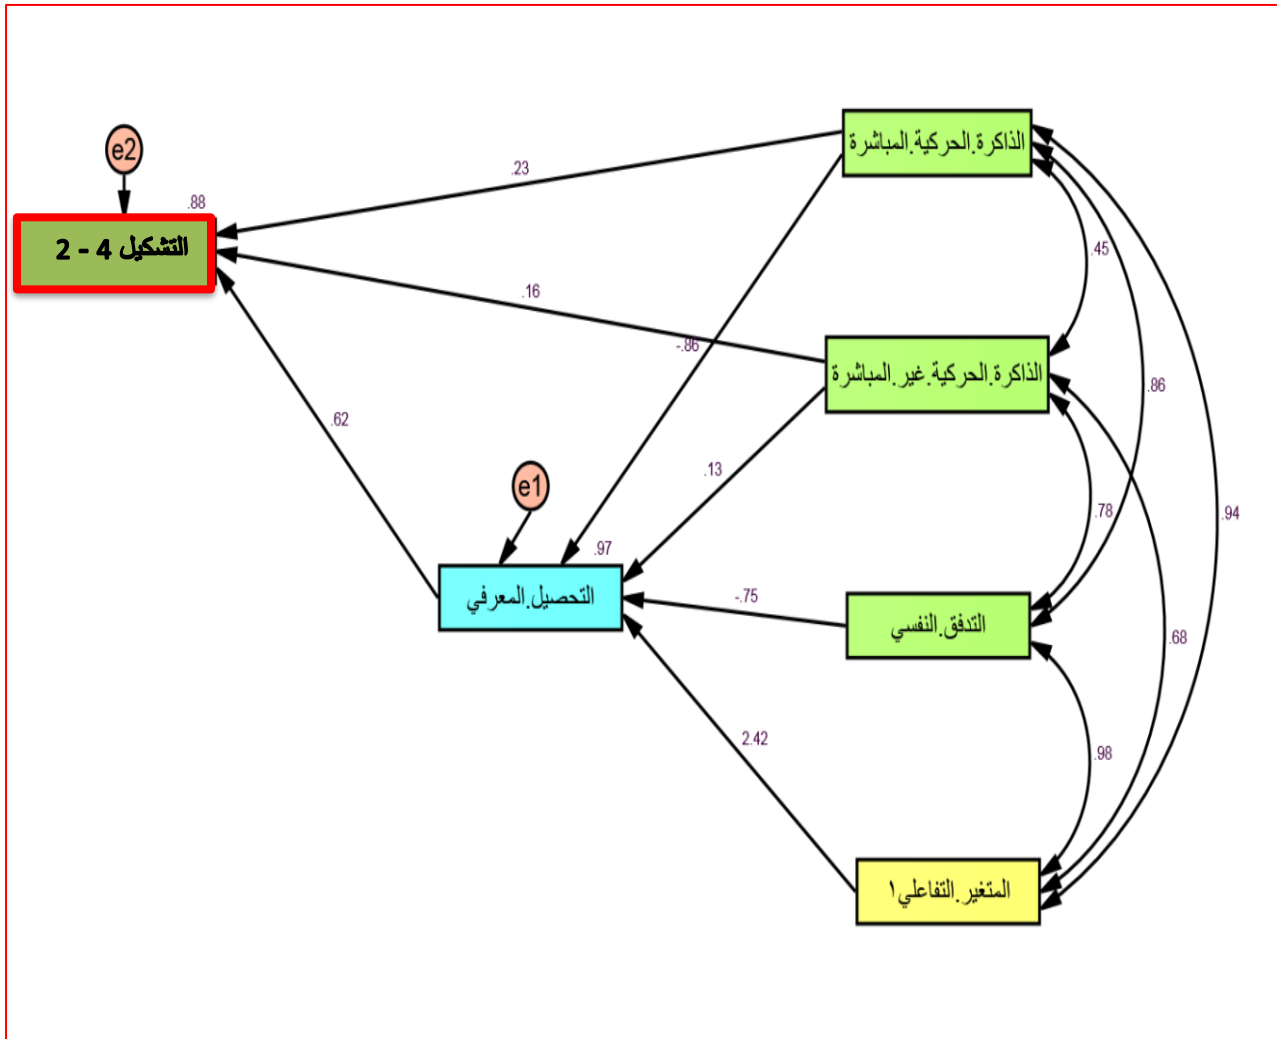 الذاكرة.الحركية.المباشرة
e2
.23
.88
التشكيل 4 - 2
.45
.16
-.86
الذاكرة.الحركية.غير.المباشرة
.86
.62
.13
e1
.78
.94
.97
التحصيل.المعرفي
-.75
التدفق.النفسي
.68
2.42
.98
المتغير.التفاعلي١